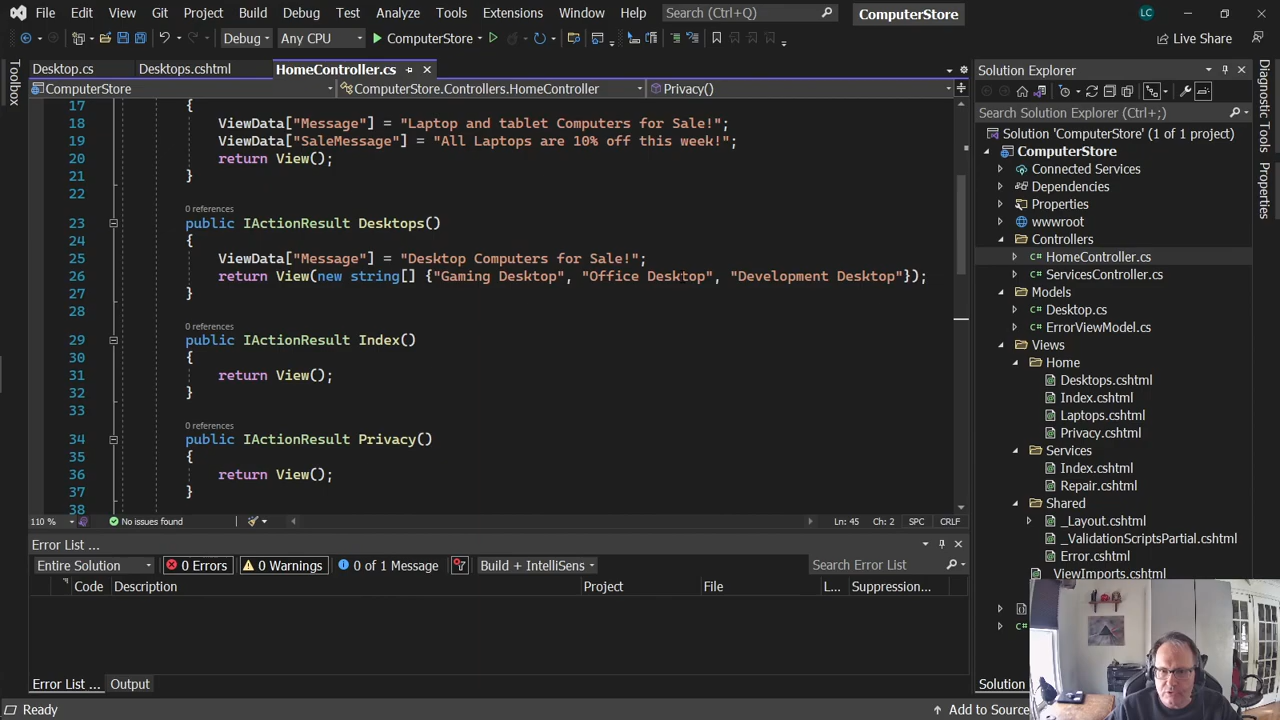 File Edit View Git Project Build Debug Test Analyze Tools Extensions Window Help Search (Ctrl+Q) ComputerStore LC
Debug Any CPU ComputerStore Live Share
Toolbox
Desktop.cs Desktops.cshtml HomeController.cs
ComputerStore ComputerStore.Controllers.HomeController Privacy()
17 {
18 ViewData["Message"] = "Laptop and tablet Computers for Sale!";
19 ViewData["SaleMessage"] = "All Laptops are 10% off this week!";
20 return View();
21 }
22
0 references
23 public IActionResult Desktops()
24 {
25 ViewData["Message"] = "Desktop Computers for Sale!";
26 return View(new string[] {"Gaming Desktop", "Office Desktop", "Development Desktop"});
27 }
28
0 references
29 public IActionResult Index()
30 {
31 return View();
32 }
33
0 references
34 public IActionResult Privacy()
35 {
36 return View();
37 }
38
110 % No issues found Ln: 45 Ch: 2 SPC CRLF
Error List ...
Entire Solution 0 Errors 0 Warnings 0 of 1 Message Build + IntelliSens Search Error List
Code Description Project File L... Suppression...
Error List ... Output
Ready Add to Source
Solution Explorer
Search Solution Explorer (Ctrl+;)
Solution 'ComputerStore' (1 of 1 project)
ComputerStore
Connected Services
Dependencies
Properties
wwwroot
Controllers
HomeController.cs
ServicesController.cs
Models
Desktop.cs
ErrorViewModel.cs
Views
Home
Desktops.cshtml
Index.cshtml
Laptops.cshtml
Privacy.cshtml
Services
Index.cshtml
Repair.cshtml
Shared
_Layout.cshtml
_ValidationScriptsPartial.cshtml
Error.cshtml
_ViewImports.cshtml
Solution
Diagnostic Tools
Properties